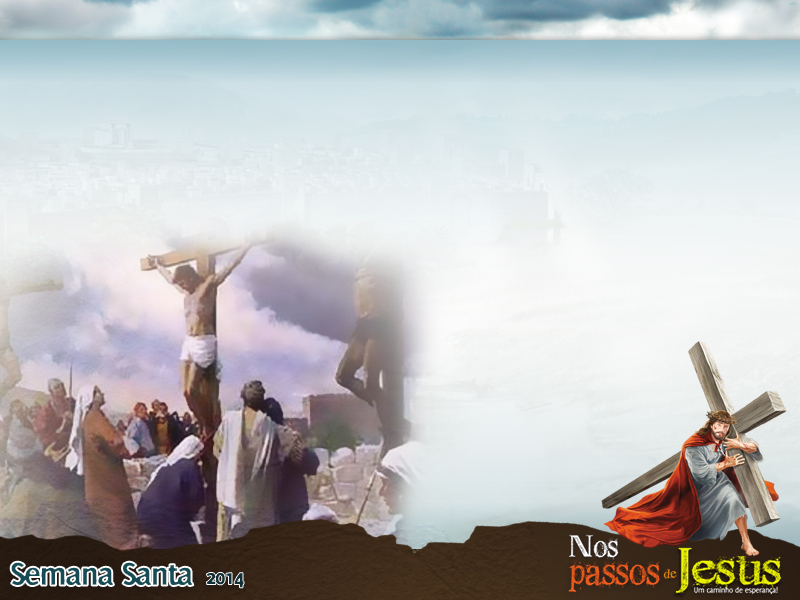 Semana Santa 2014
Nos
passos de Jesus
Um caminho de esperança!